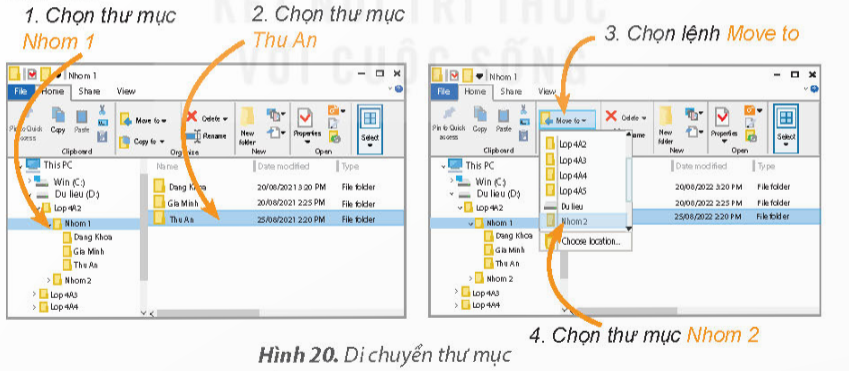 1. Chọn thư mục
Nhom 1
2. Chọn thư mục
Thu An
3. Chọn lệnh Move to
Nhom 1
File Home Share View
Pin to Quick access
Copy
Paste
Clipboard
Move to
Copy to
Delete
Rename
Organize
New folder
New
Properties
Open
Select
This PC
Win (C:)
Du lieu (D:)
Lop 4A2
Nhom 1
Dang Khoa
Gia Minh
Thu An
Nhom 2
Lop 4A3
Lop 4A4
Name Date modified Type
Dang Khoa 20/08/2021 3:20 PM File folder
Gia Minh 20/08/2021 2:25 PM File folder
Thu An 25/08/2021 2:20 PM File folder
Nhom 1
File Home Share View
Pin to Quick access
Copy
Paste
Clipboard
Move to
Delete
New folder
New
Properties
Open
Select
Lop 4A2
Lop 4A3
Lop 4A4
Lop 4A5
Du lieu
Nhom 2
Choose location...
This PC
Win (C:)
Du lieu (D:)
Lop 4A2
Nhom 1
Dang Khoa
Gia Minh
Thu An
Nhom 2
Lop 4A3
Lop 4A4
Date modified Type
20/08/2022 3:20 PM File folder
20/08/2022 2:25 PM File folder
25/08/2022 2:20 PM File folder
4. Chọn thư mục Nhom 2
Hình 20. Di chuyển thư mục